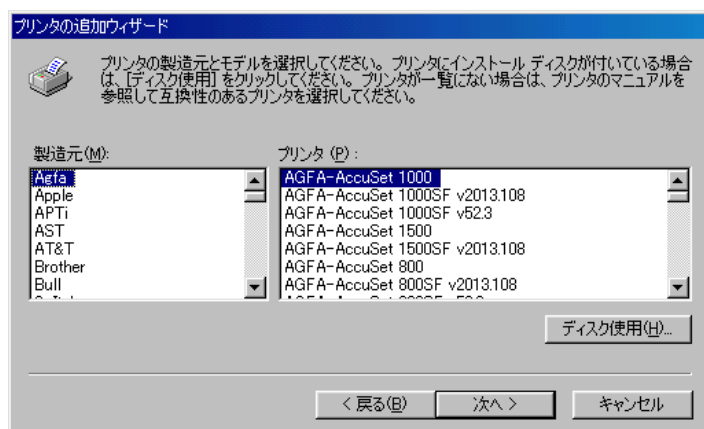 プリンタの追加ウィザード
プリンタの製造元とモデルを選択してください。プリンタにインストール ディスクが付いている場合
は、[ディスク使用] をクリックしてください。プリンタが一覧にない場合は、プリンタのマニュアルを
参照して互換性のあるプリンタを選択してください。
製造元(M):
Agfa
Apple
APTi
AST
AT&T
Brother
Bull
プリンタ (P) :
AGFA-AccuSet 1000
AGFA-AccuSet 1000SF v2013.108
AGFA-AccuSet 1000SF v52.3
AGFA-AccuSet 1500
AGFA-AccuSet 1500SF v2013.108
AGFA-AccuSet 800
AGFA-AccuSet 800SF v2013.108
ディスク使用(H)...
< 戻る(B)
次へ >
キャンセル